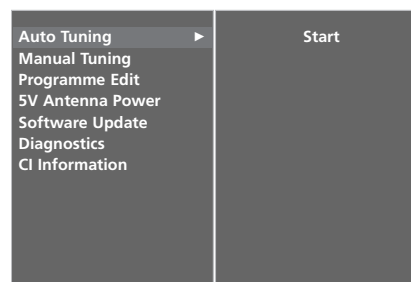 Auto Tuning ► Start
Manual Tuning
Programme Edit
5V Antenna Power
Software Update
Diagnostics
CI Information